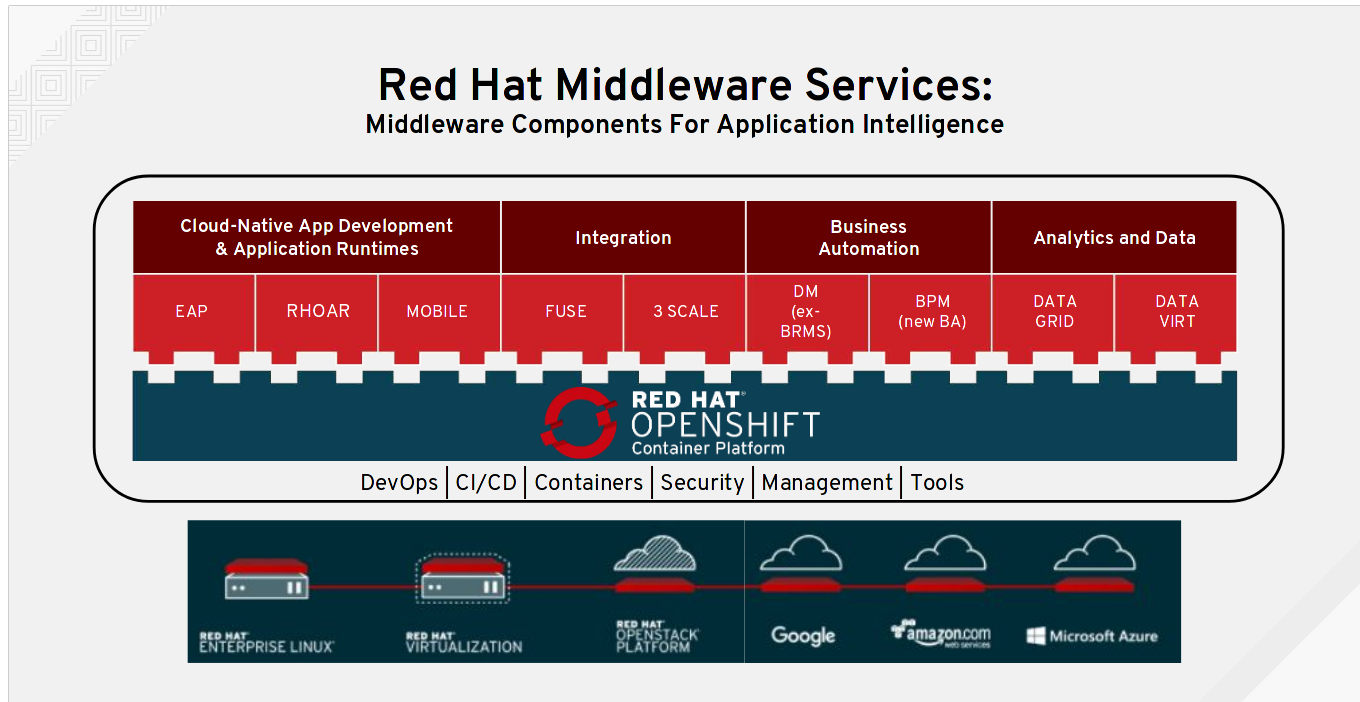 Red Hat Middleware Services:
Middleware Components For Application Intelligence
Cloud-Native App Development
& Application Runtimes
Integration
Business
Automation
Analytics and Data
EAP
RHOAR
MOBILE
FUSE
3 SCALE
DM
(ex-
BRMS)
BPM
(new BA)
DATA
GRID
DATA
VIRT
RED HAT®
OPENSHIFT
Container Platform
DevOps | CI/CD | Containers | Security | Management | Tools
RED HAT
ENTERPRISE LINUX
RED HAT
VIRTUALIZATION
RED HAT
OPENSTACK
PLATFORM
Google
amazon.com
web services
Microsoft Azure